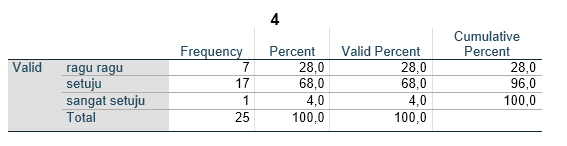 4
Frequency Percent Valid Percent Cumulative Percent
Valid ragu ragu 7 28,0 28,0 28,0
setuju 17 68,0 68,0 96,0
sangat setuju 1 4,0 4,0 100,0
Total 25 100,0 100,0